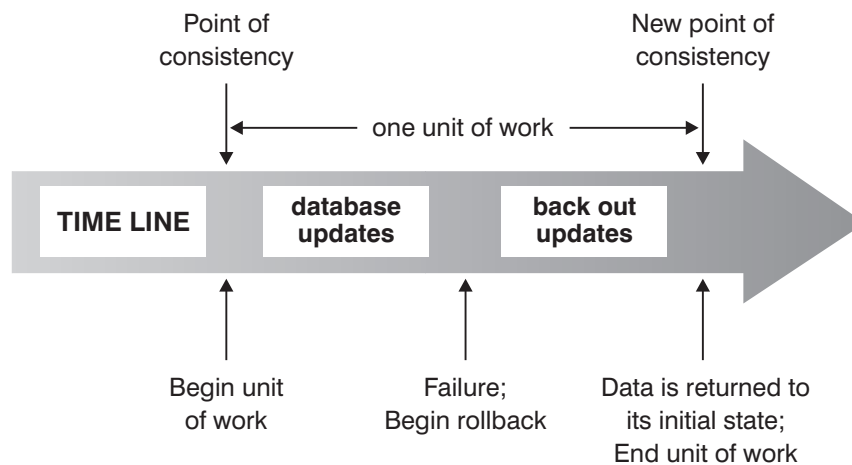 Point of
consistency
New point of
consistency
one unit of work
TIME LINE
database
updates
back out
updates
Begin unit
of work
Failure;
Begin rollback
Data is returned to
its initial state;
End unit of work